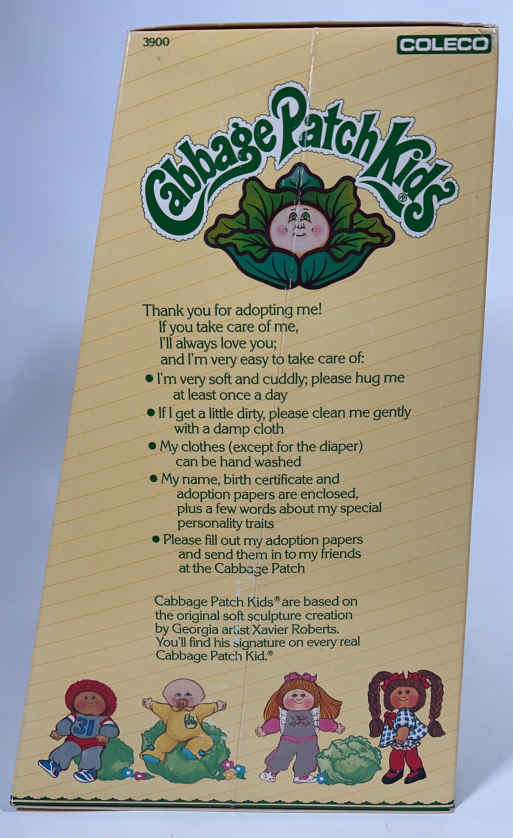 3900
COLECO
Cabbage Patch Kids®
Thank you for adopting me!
If you take care of me,
I'll always love you;
and I'm very easy to take care of:
• I'm very soft and cuddly; please hug me
at least once a day
• If I get a little dirty, please clean me gently
with a damp cloth
• My clothes (except for the diaper)
can be hand washed
• My name, birth certificate and
adoption papers are enclosed,
plus a few words about my special
personality traits
• Please fill out my adoption papers
and send them in to my friends
at the Cabbage Patch
Cabbage Patch Kids® are based on
the original soft sculpture creation
by Georgia artist Xavier Roberts.
You'll find his signature on every real
Cabbage Patch Kid.®
31